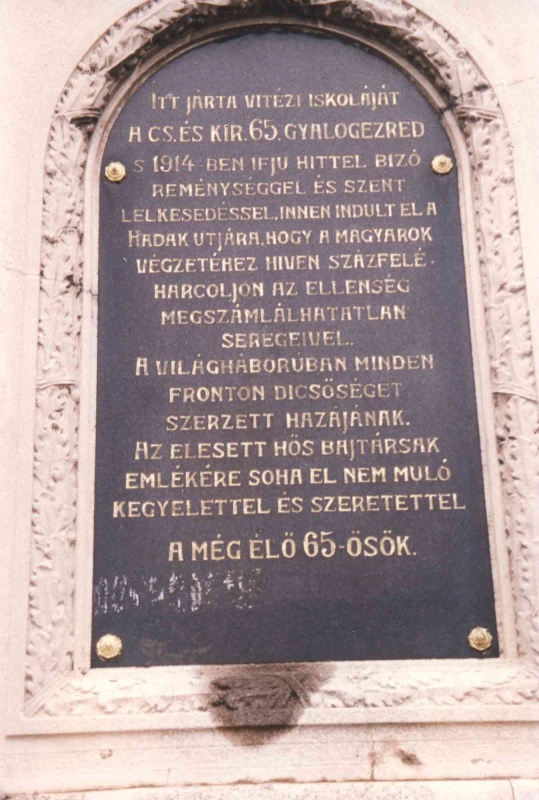 ITT JÁRTA VITÉZI ISKOLÁJÁT
A CS. ÉS KIR. 65. GYALOGEZRED
S 1914-BEN IFJU HITTEL BIZÓ
REMÉNYSÉGGEL ÉS SZENT
LELKESEDÉSSEL, INNEN INDULT EL A
HADAK UTJÁRA, HOGY A MAGYAROK
VÉGZETÉHEZ HIVEN SZÁZFELÉ
HARCOLJON AZ ELLENSÉG
MEGSZÁMLÁLHATATLAN
SEREGEIVEL.
A VILÁGHÁBORÚBAN MINDEN
FRONTON DICSŐSÉGET
SZERZETT HAZÁJÁNAK.
AZ ELESETT HŐS BAJTÁRSAK
EMLÉKÉRE SOHA EL NEM MULÓ
KEGYELETTEL ÉS SZERETETTEL
A MÉG ÉLŐ 65-ÖSÖK.